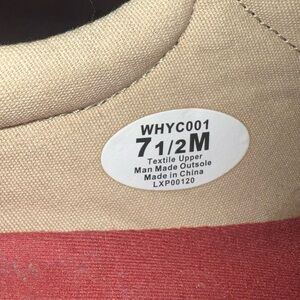 WHYC001
7 1/2M
Textile Upper
Man Made Outsole
Made in China
LXP00120